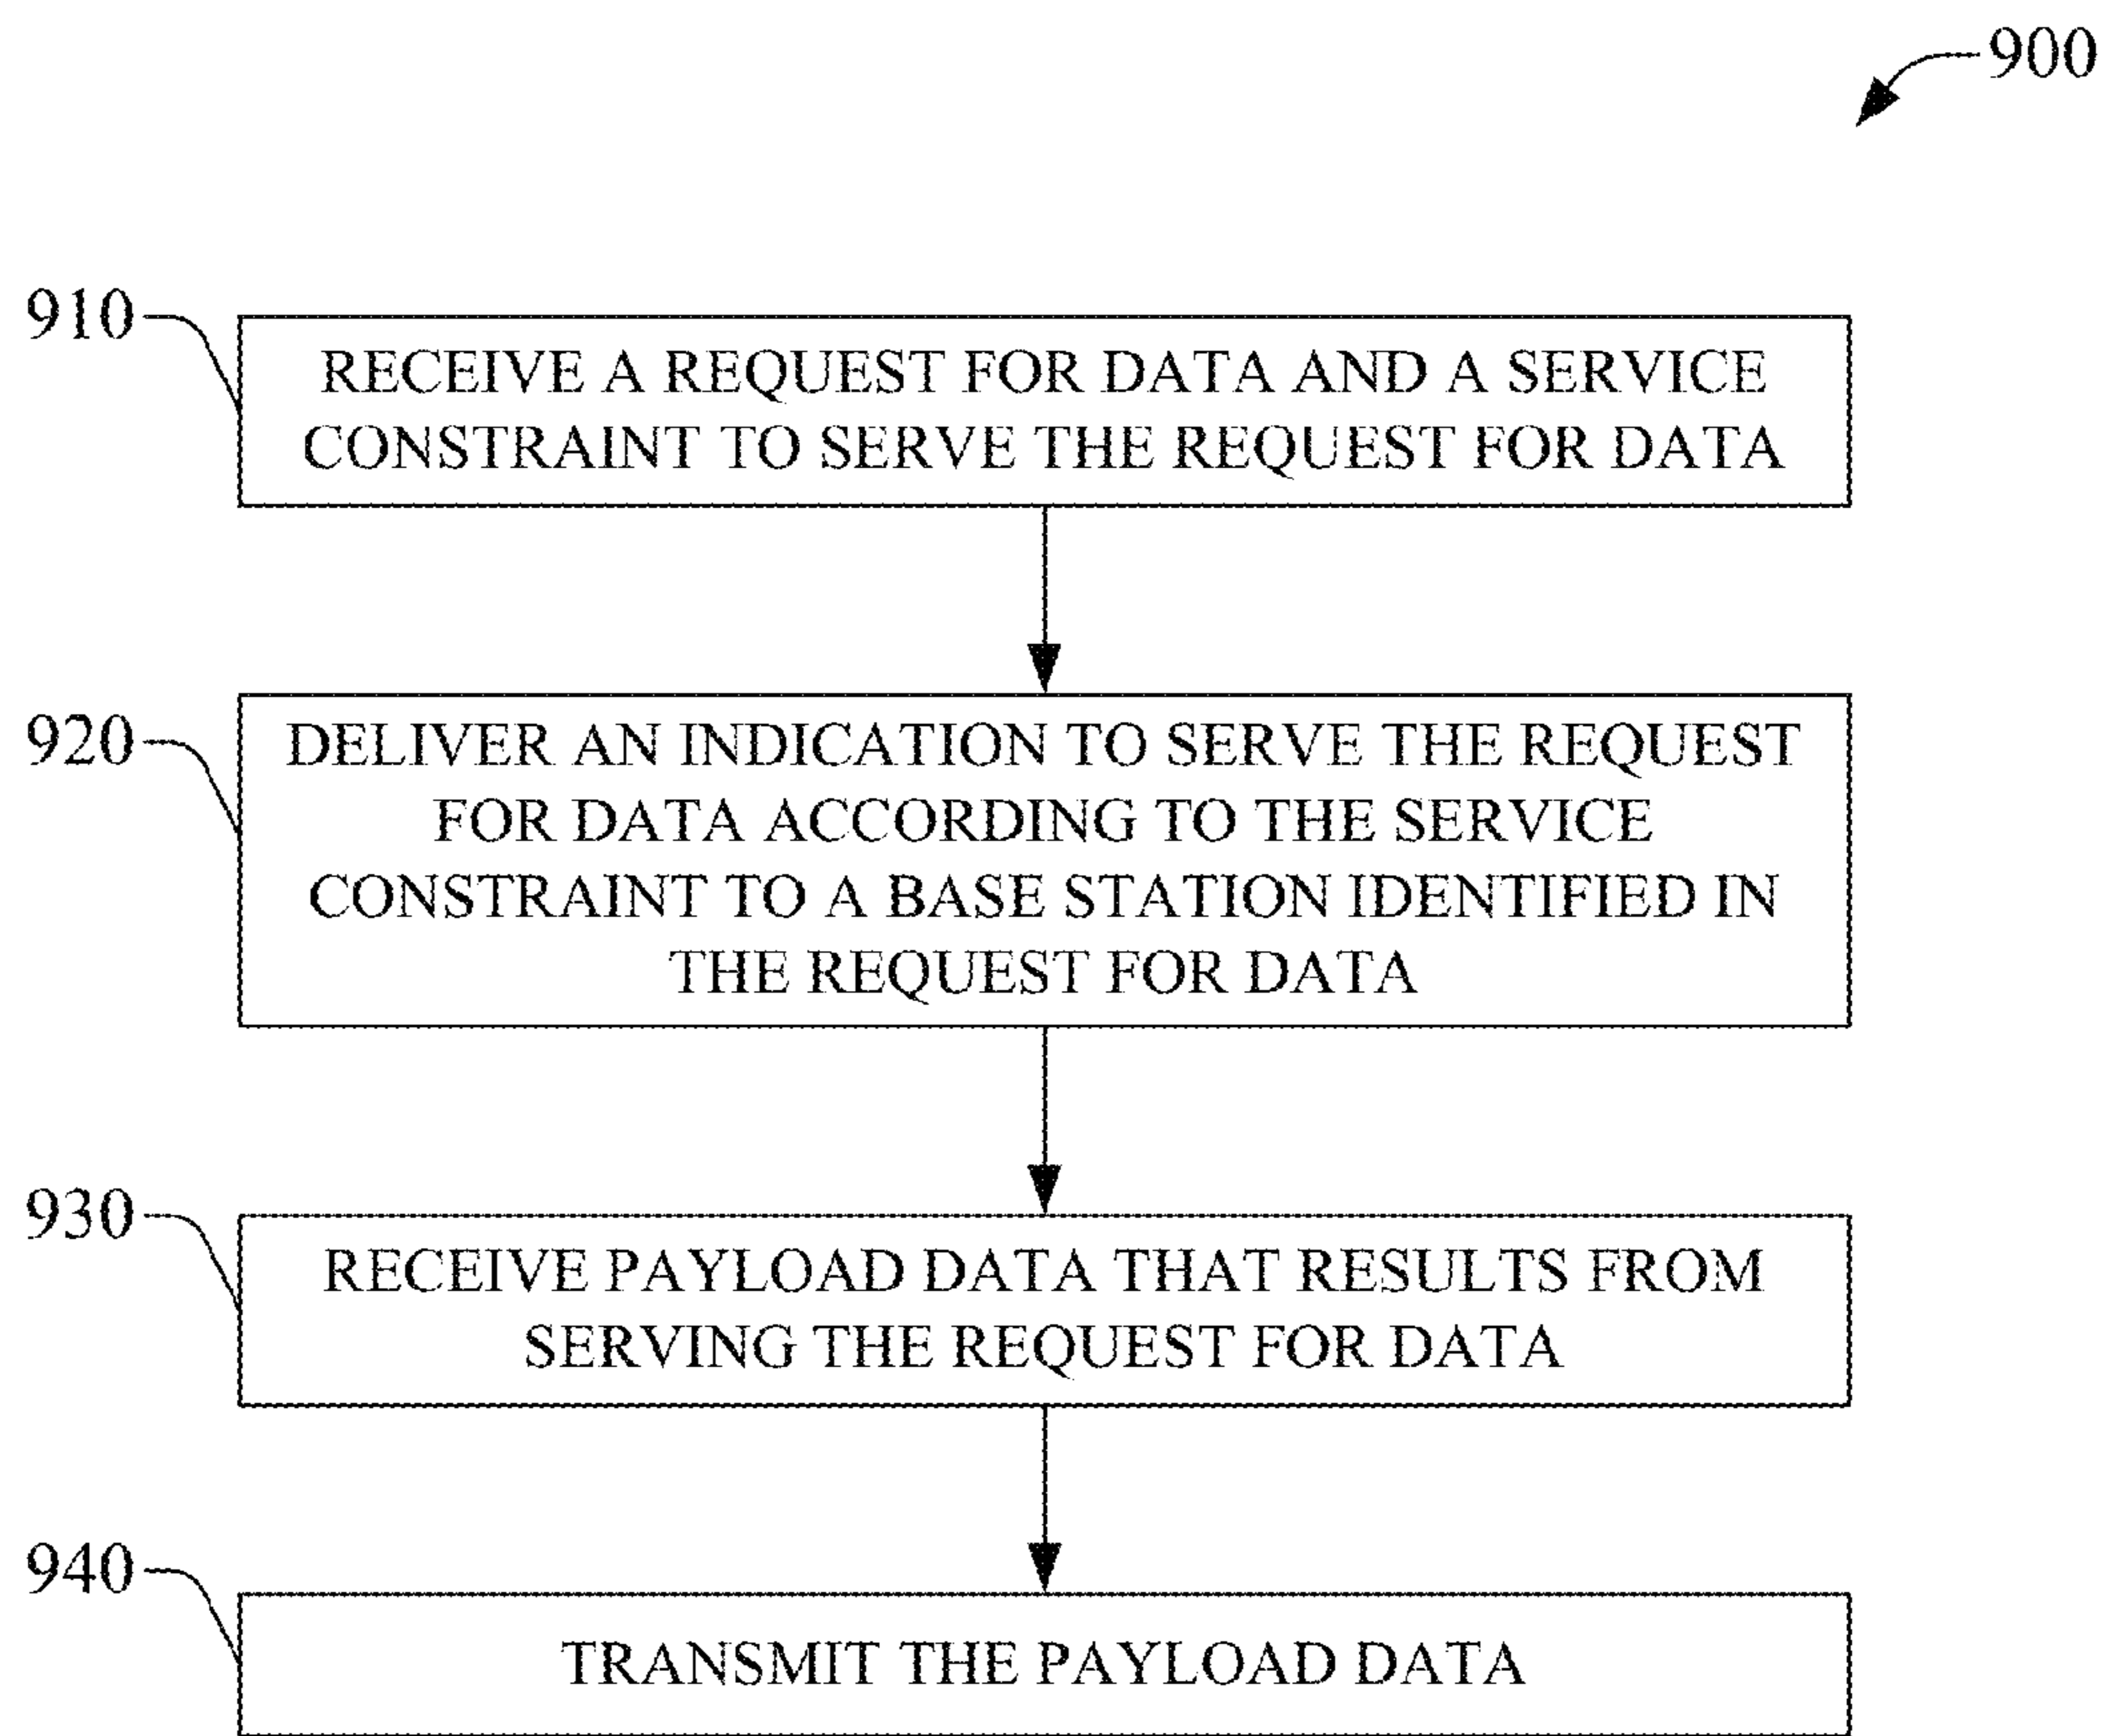 900
910
RECEIVE A REQUEST FOR DATA AND A SERVICE
CONSTRAINT TO SERVE THE REQUEST FOR DATA
920
DELIVER AN INDICATION TO SERVE THE REQUEST
FOR DATA ACCORDING TO THE SERVICE
CONSTRAINT TO A BASE STATION IDENTIFIED IN
THE REQUEST FOR DATA
930
RECEIVE PAYLOAD DATA THAT RESULTS FROM
SERVING THE REQUEST FOR DATA
940
TRANSMIT THE PAYLOAD DATA